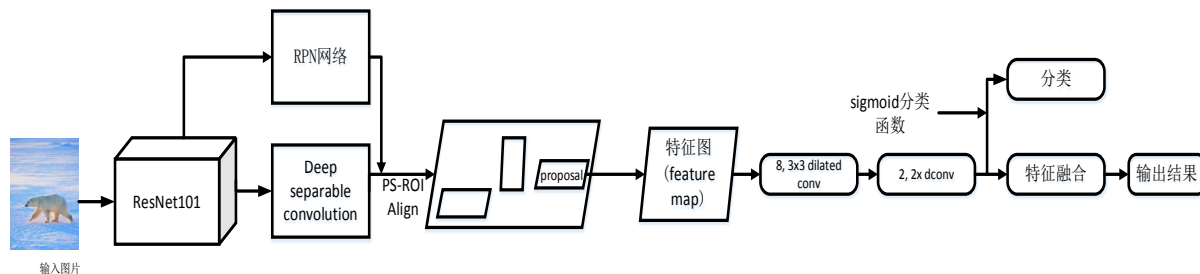 输入图片
ResNet101
RPN网络
Deep
separable
convolution
PS-ROI
Align
proposal
特征图
(feature
map)
8, 3x3 dilated
conv
2, 2x dconv
sigmoid分类
函数
分类
特征融合
输出结果